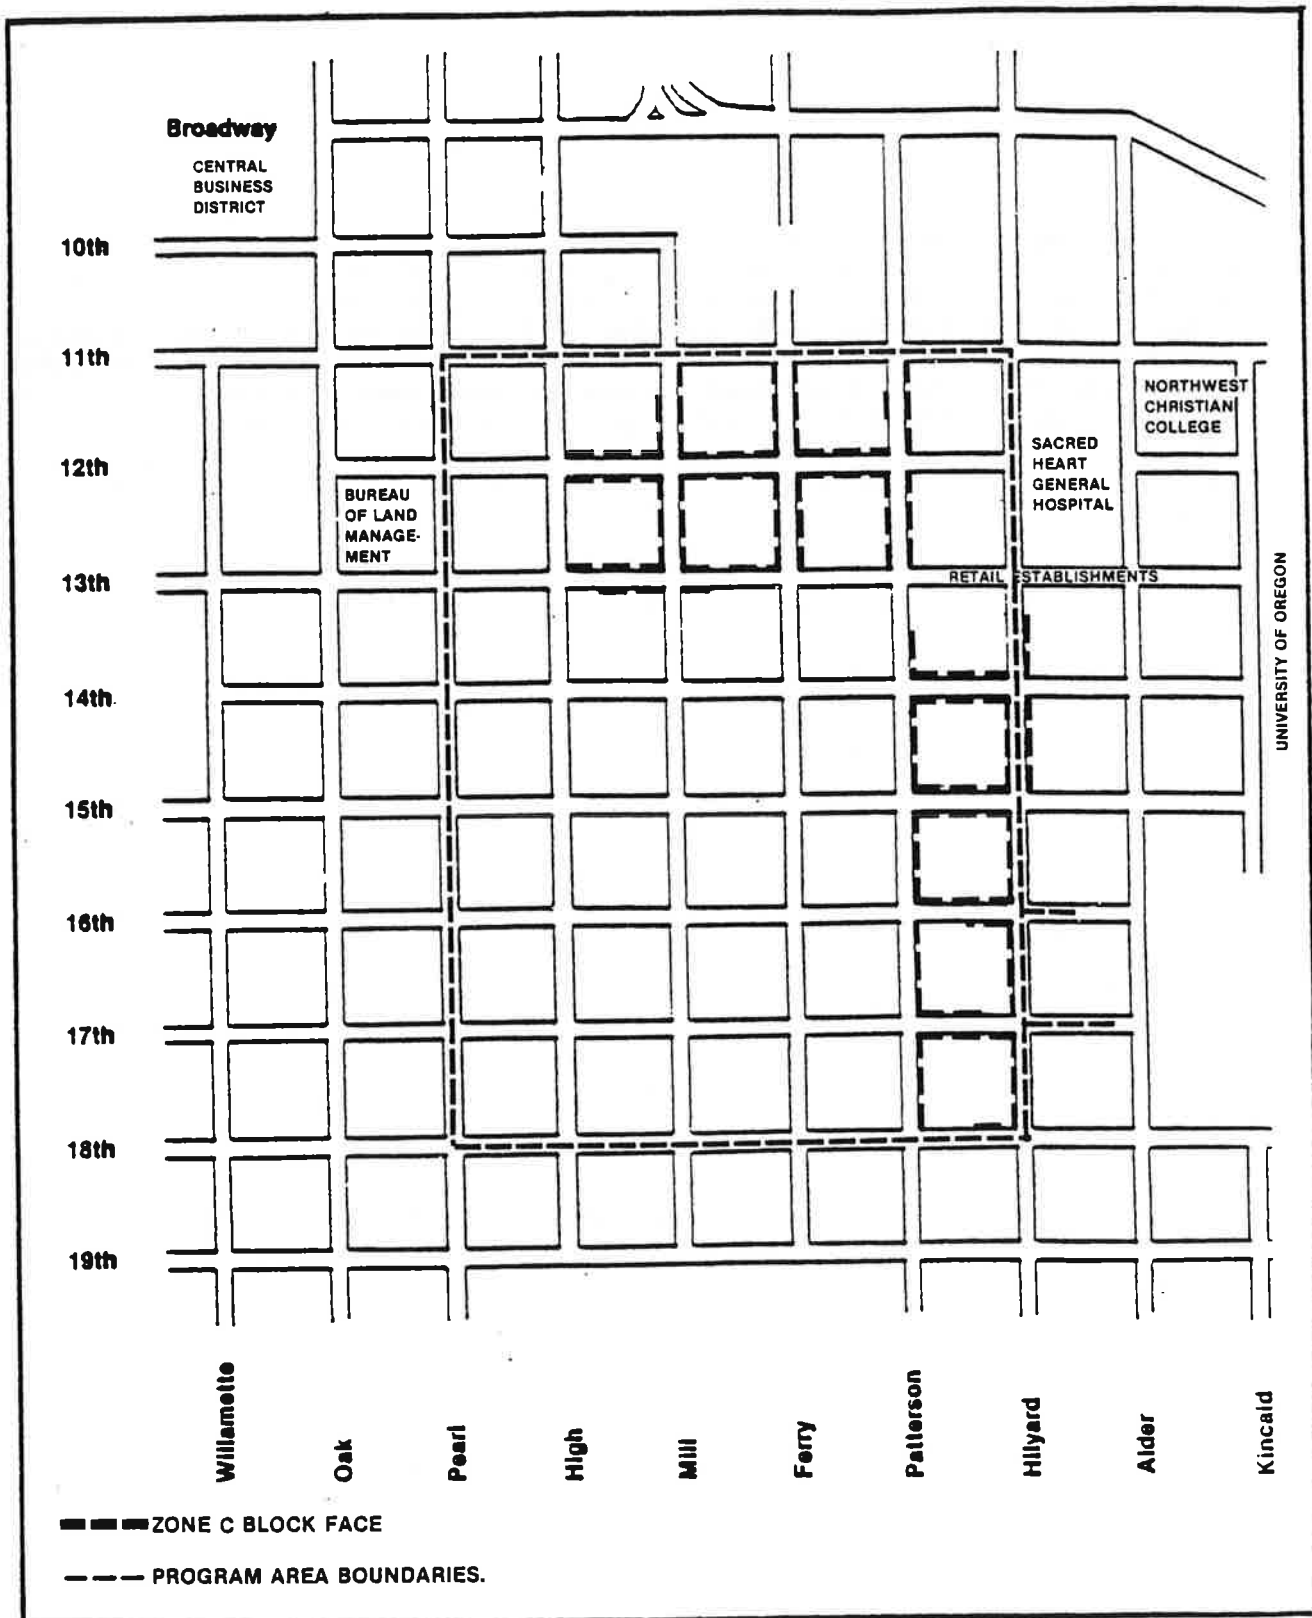 Broadway
CENTRAL
BUSINESS
DISTRICT
10th
11th
NORTHWEST
CHRISTIAN
COLLEGE
SACRED
HEART
GENERAL
HOSPITAL
12th
BUREAU
OF LAND
MANAGE-
MENT
13th
RETAIL ESTABLISHMENTS
UNIVERSITY OF OREGON
14th
15th
16th
17th
18th
19th
Willamette
Oak
Pearl
High
Mill
Ferry
Patterson
Hilyard
Alder
Kincaid
ZONE C BLOCK FACE
PROGRAM AREA BOUNDARIES.